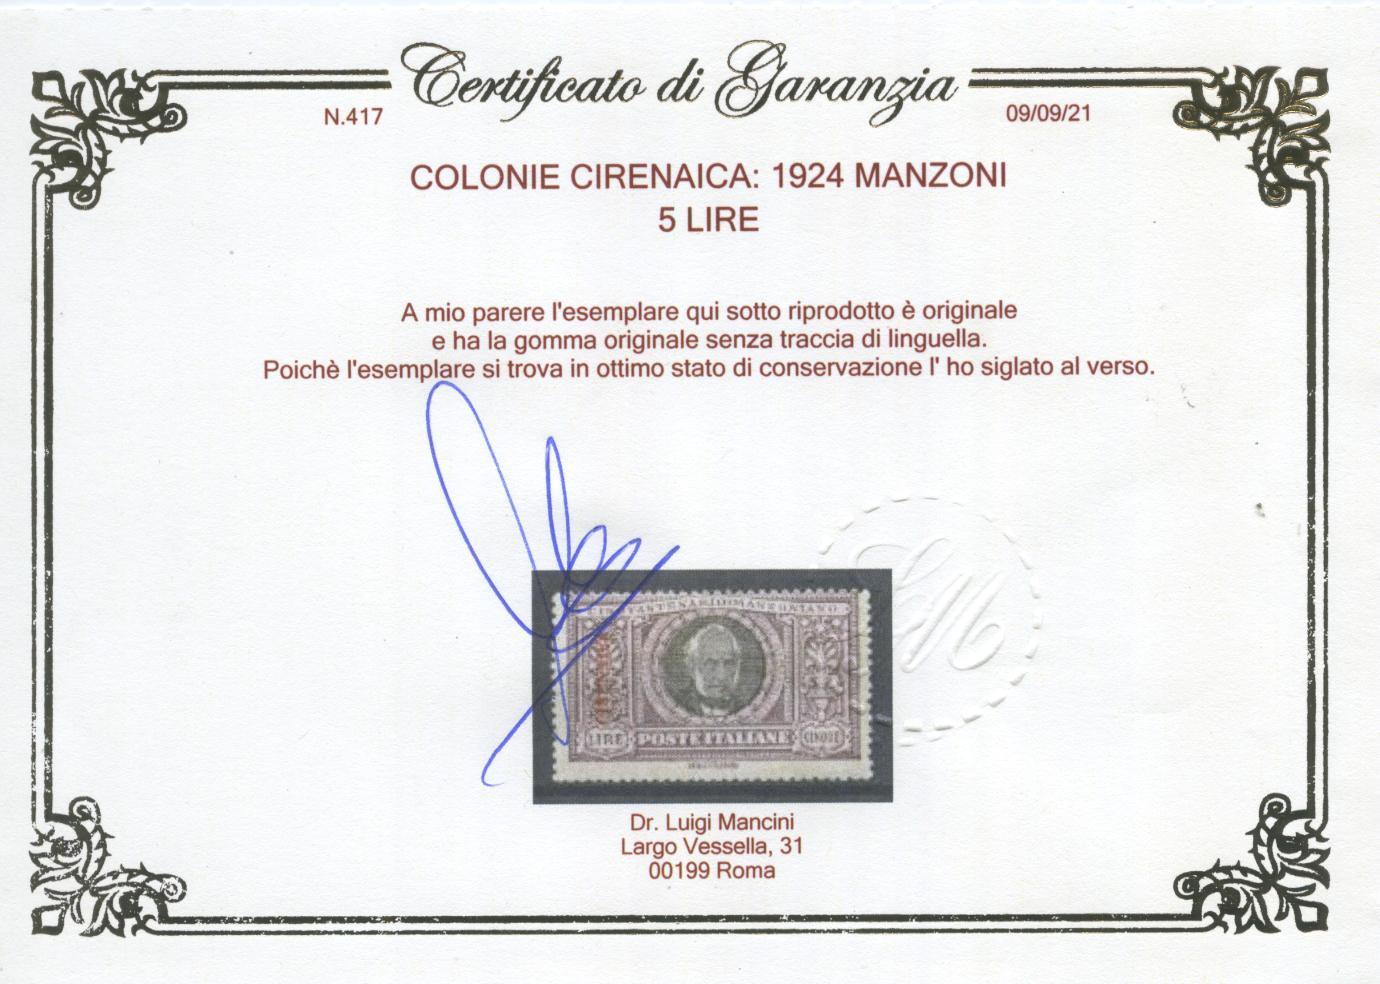 Certificato di Garanzia
N.417
09/09/21
COLONIE CIRENAICA: 1924 MANZONI
5 LIRE
A mio parere l'esemplare qui sotto riprodotto è originale
e ha la gomma originale senza traccia di linguella.
Poichè l'esemplare si trova in ottimo stato di conservazione l' ho siglato al verso.
LIRE POSTE ITALIANE CINQUE
Dr. Luigi Mancini
Largo Vessella, 31
00199 Roma